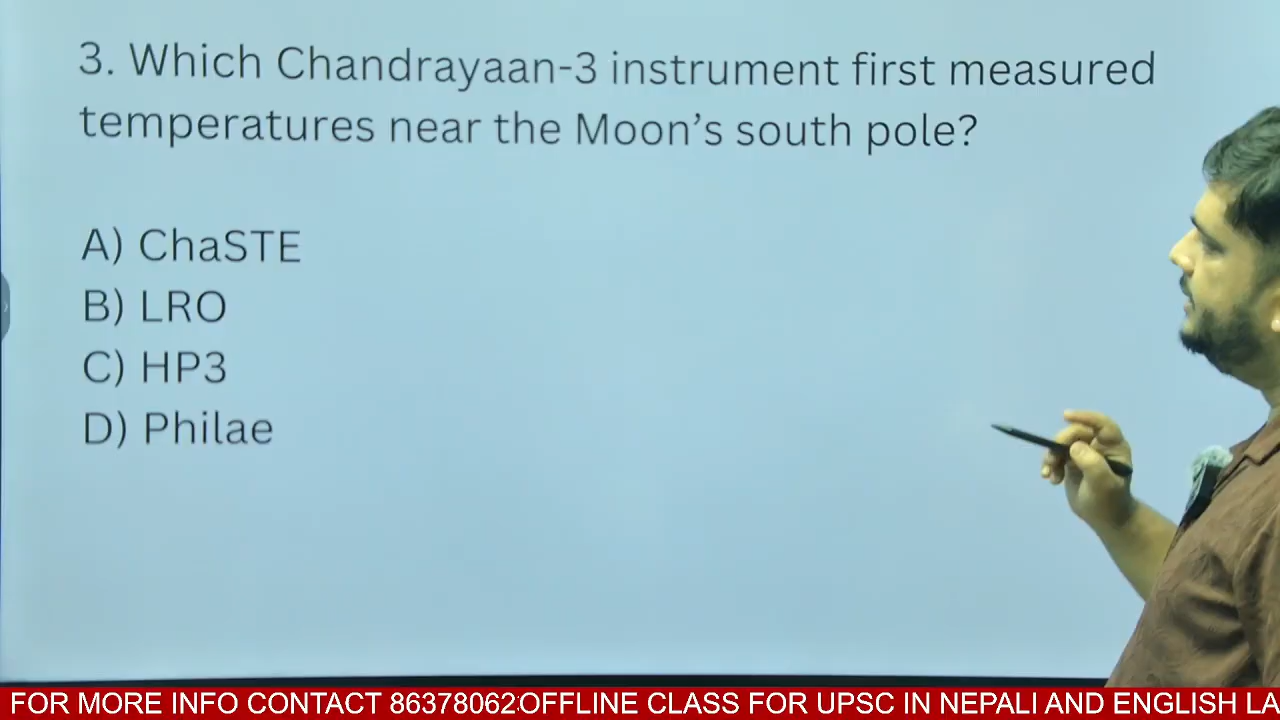 3. Which Chandrayaan-3 instrument first measured
temperatures near the Moon’s south pole?
A) ChaSTE
B) LRO
C) HP3
D) Philae
FOR MORE INFO CONTACT 86378062
OFFLINE CLASS FOR UPSC IN NEPALI AND ENGLISH LA